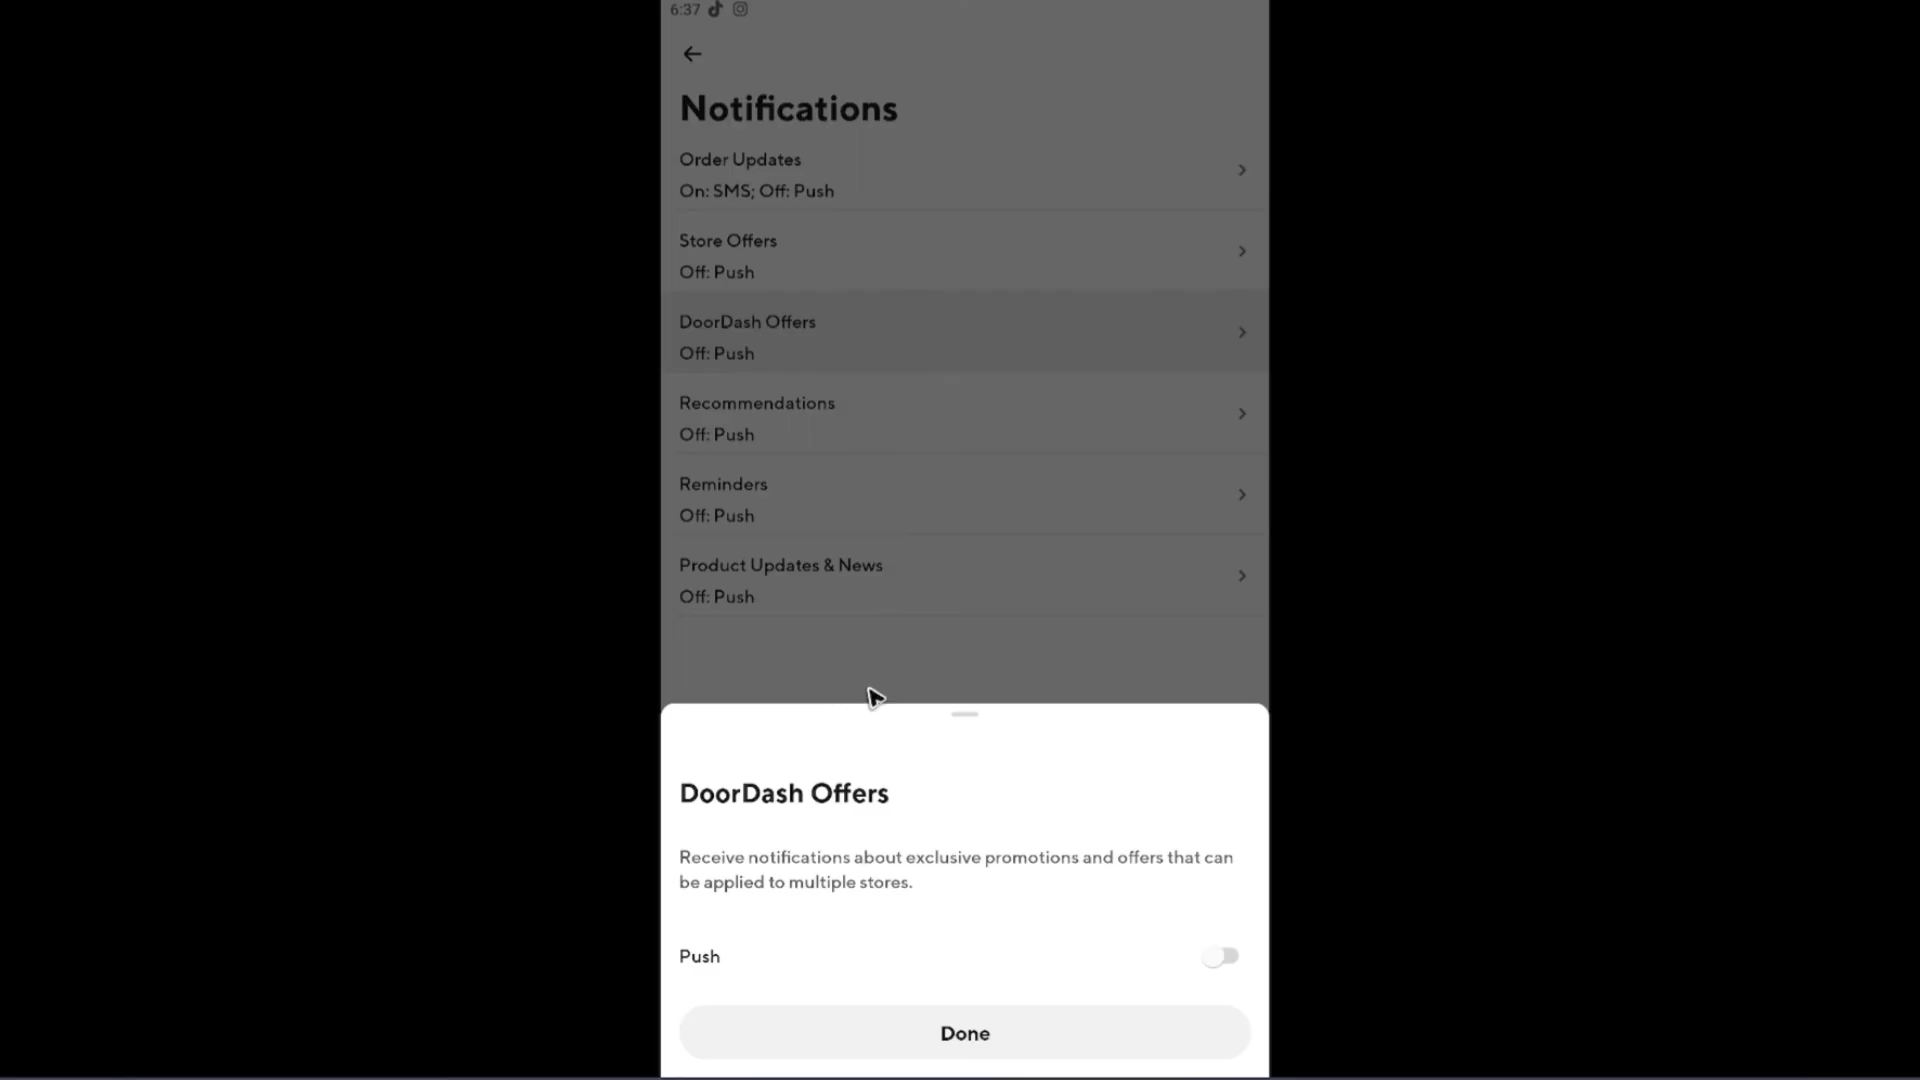 6:37
Notifications
Order Updates
On: SMS; Off: Push
Store Offers
Off: Push
DoorDash Offers
Off: Push
Recommendations
Off: Push
Reminders
Off: Push
Product Updates & News
Off: Push
DoorDash Offers
Receive notifications about exclusive promotions and offers that can
be applied to multiple stores.
Push
Done